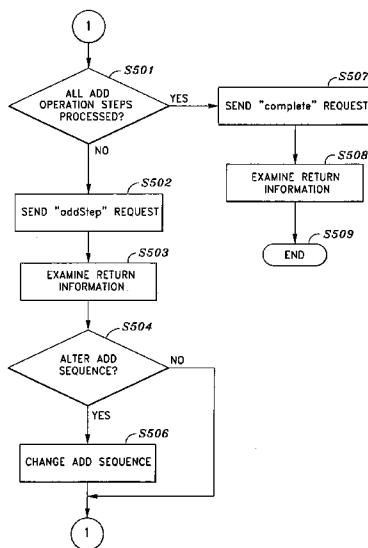 1
S501
ALL ADD
OPERATION STEPS
PROCESSED?
YES
NO
S507
SEND "complete" REQUEST
S508
EXAMINE RETURN
INFORMATION
S509
END
S502
SEND "addStep" REQUEST
S503
EXAMINE RETURN
INFORMATION
S504
ALTER ADD
SEQUENCE?
NO
YES
S506
CHANGE ADD SEQUENCE
1